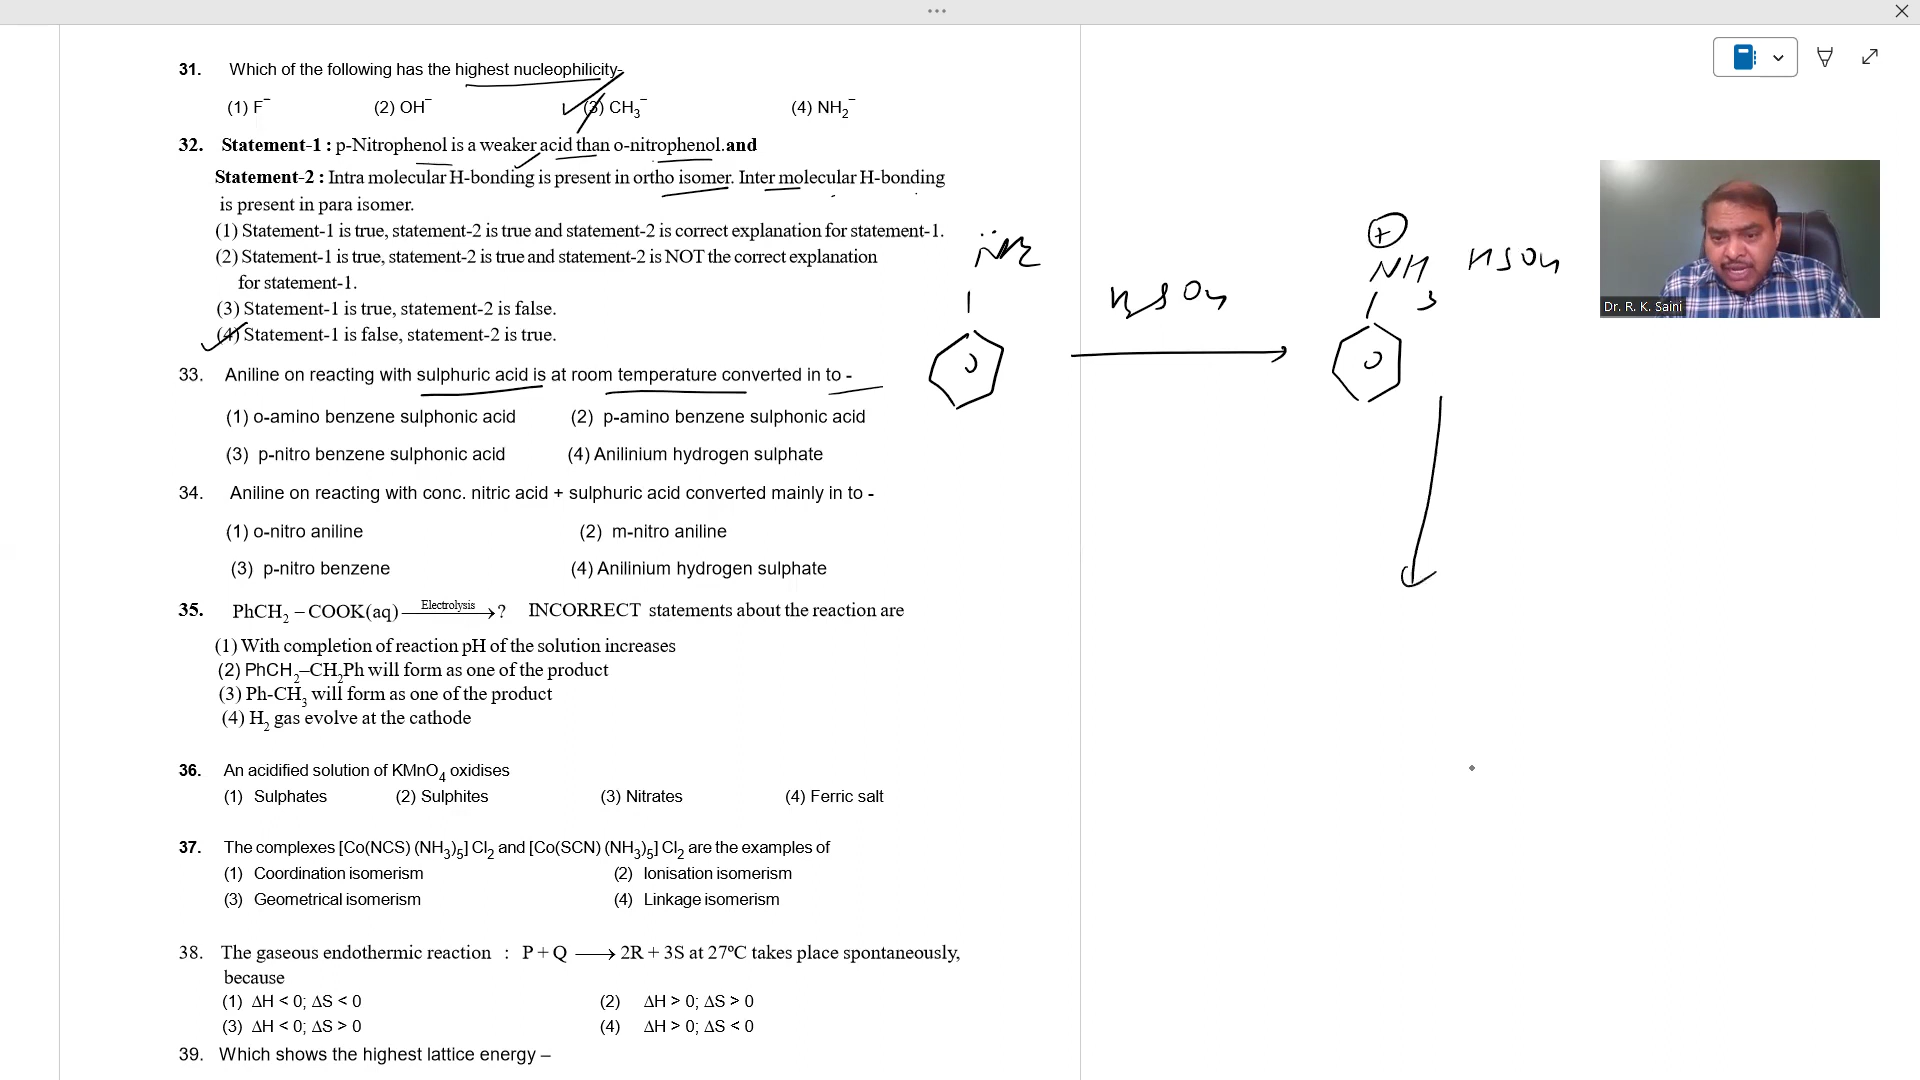 31. Which of the following has the highest nucleophilicity-
(1) F⁻ (2) OH⁻ (3) CH₃⁻ (4) NH₂⁻
32. Statement-1 : p-Nitrophenol is a weaker acid than o-nitrophenol.and
Statement-2 : Intra molecular H-bonding is present in ortho isomer. Inter molecular H-bonding
is present in para isomer.
(1) Statement-1 is true, statement-2 is true and statement-2 is correct explanation for statement-1.
(2) Statement-1 is true, statement-2 is true and statement-2 is NOT the correct explanation
for statement-1.
(3) Statement-1 is true, statement-2 is false.
(4) Statement-1 is false, statement-2 is true.
33. Aniline on reacting with sulphuric acid is at room temperature converted in to -
(1) o-amino benzene sulphonic acid (2) p-amino benzene sulphonic acid
(3) p-nitro benzene sulphonic acid (4) Anilinium hydrogen sulphate
34. Aniline on reacting with conc. nitric acid + sulphuric acid converted mainly in to -
(1) o-nitro aniline (2) m-nitro aniline
(3) p-nitro benzene (4) Anilinium hydrogen sulphate
35. PhCH₂ – COOK(aq) —Electrolysis→ ? INCORRECT statements about the reaction are
(1) With completion of reaction pH of the solution increases
(2) PhCH₂–CH₂Ph will form as one of the product
(3) Ph-CH₃ will form as one of the product
(4) H₂ gas evolve at the cathode
36. An acidified solution of KMnO₄ oxidises
(1) Sulphates (2) Sulphites (3) Nitrates (4) Ferric salt
37. The complexes [Co(NCS) (NH₃)₅] Cl₂ and [Co(SCN) (NH₃)₅] Cl₂ are the examples of
(1) Coordination isomerism (2) Ionisation isomerism
(3) Geometrical isomerism (4) Linkage isomerism
38. The gaseous endothermic reaction : P + Q ⟶ 2R + 3S at 27ºC takes place spontaneously,
because
(1) ΔH < 0; ΔS < 0 (2) ΔH > 0; ΔS > 0
(3) ΔH < 0; ΔS > 0 (4) ΔH > 0; ΔS < 0
39. Which shows the highest lattice energy –
⊕
NH₃
Dr. R. K. Saini